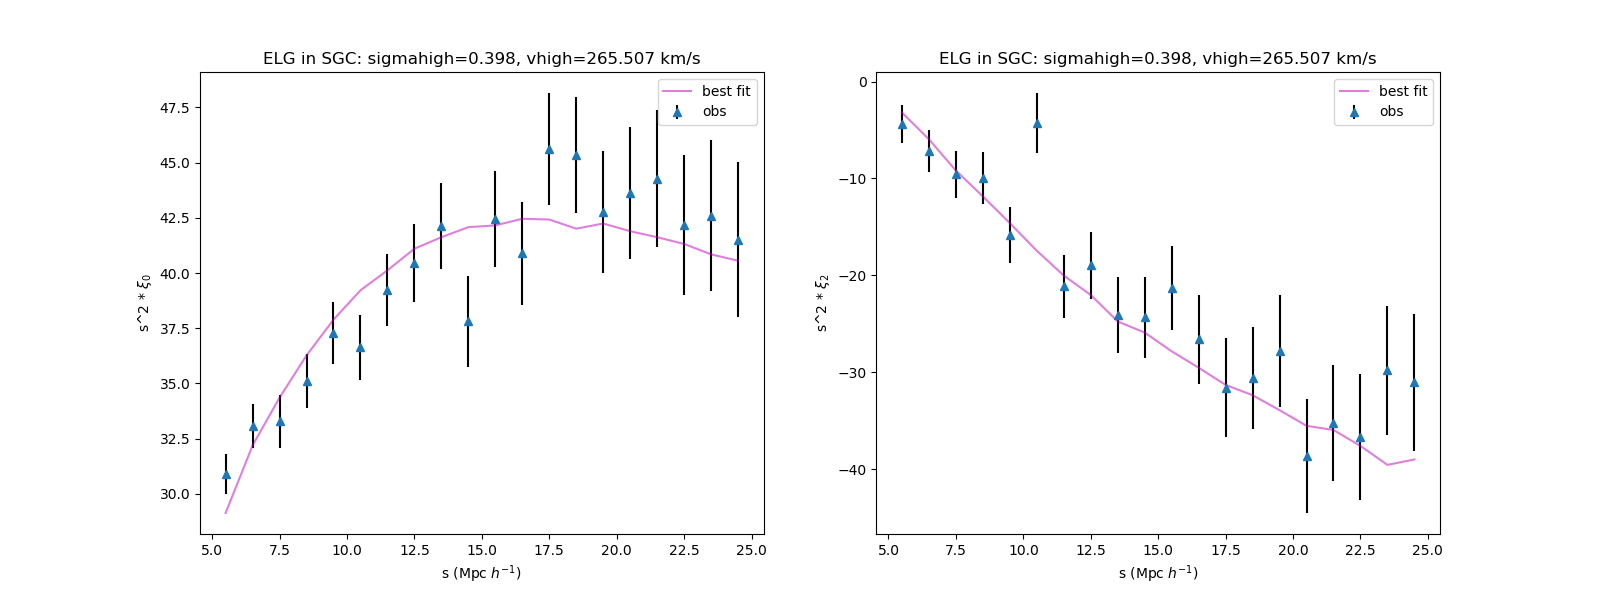 ELG in SGC: sigmahigh=0.398, vhigh=265.507 km/s
best fit
obs
47.5
45.0
42.5
40.0
37.5
35.0
32.5
30.0
s^2 * ξ₀
5.0 7.5 10.0 12.5 15.0 17.5 20.0 22.5 25.0
s (Mpc h⁻¹)
ELG in SGC: sigmahigh=0.398, vhigh=265.507 km/s
best fit
obs
0
−10
−20
−30
−40
s^2 * ξ₂
5.0 7.5 10.0 12.5 15.0 17.5 20.0 22.5 25.0
s (Mpc h⁻¹)